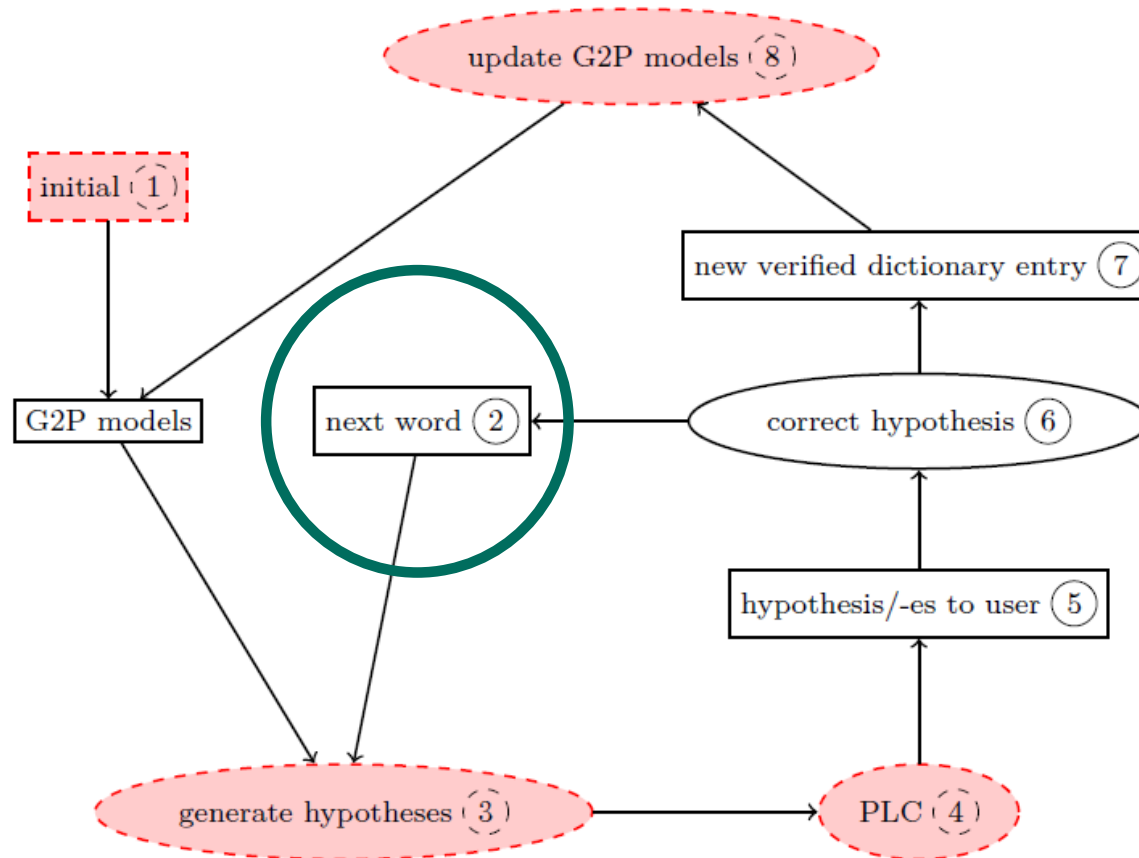 update G2P models 8
initial 1
new verified dictionary entry 7
G2P models
next word 2
correct hypothesis 6
hypothesis/-es to user 5
generate hypotheses 3
PLC 4